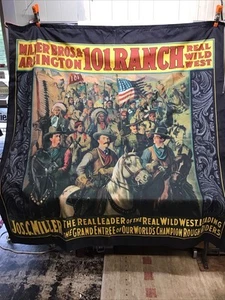 MILLER BROS.&
ARLINGTON
101 RANCH
REAL
WILD
WEST
JOS.C.MILLER
THE REAL LEADER OF THE REAL WILD WEST, LEADING
THE GRAND ENTREE OF OUR WORLD'S CHAMPION ROUGH RIDERS